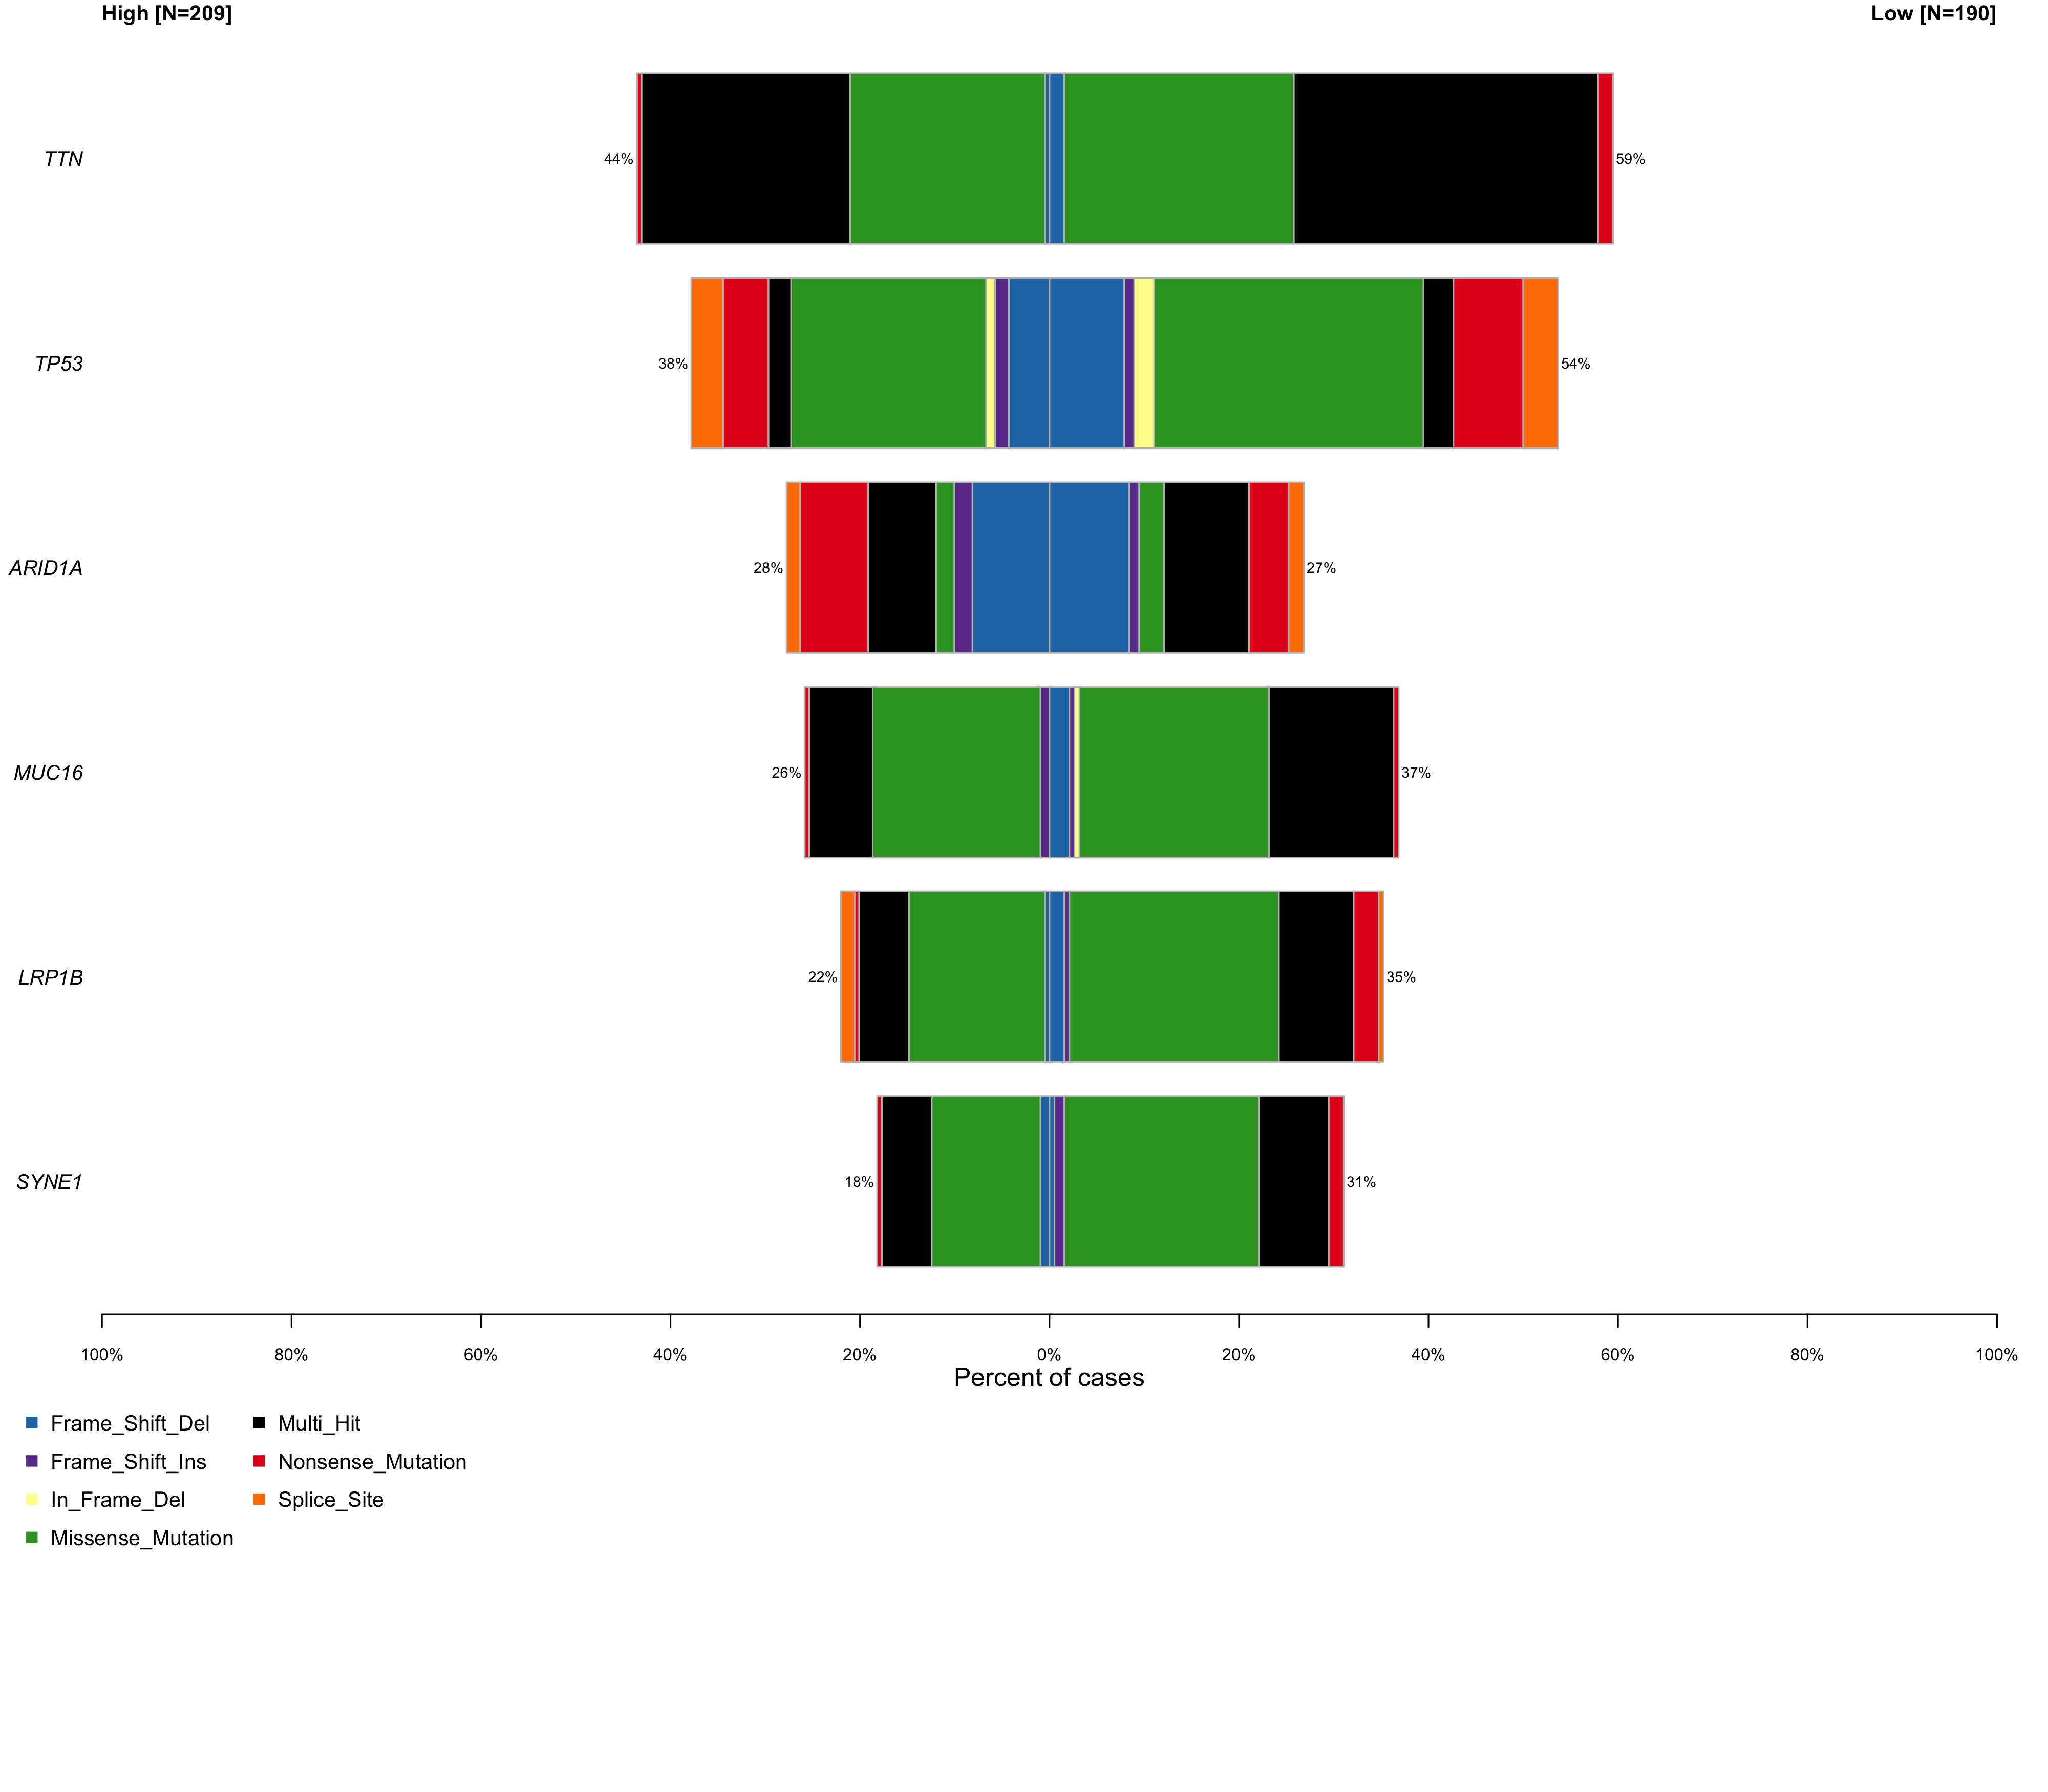 High [N=209] Low [N=190]
TTN 44% 59%
TP53 38% 54%
ARID1A 28% 27%
MUC16 26% 37%
LRP1B 22% 35%
SYNE1 18% 31%
100% 80% 60% 40% 20% 0% 20% 40% 60% 80% 100%
Percent of cases
Frame_Shift_Del Multi_Hit
Frame_Shift_Ins Nonsense_Mutation
In_Frame_Del Splice_Site
Missense_Mutation